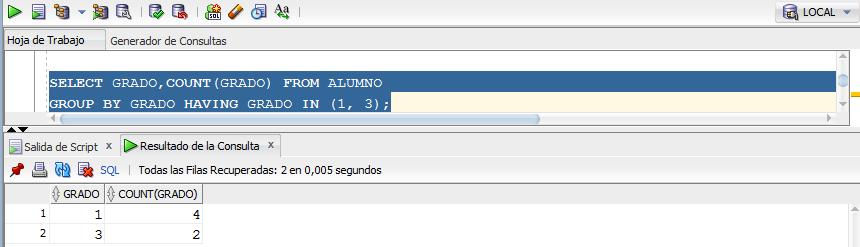 LOCAL
Hoja de Trabajo Generador de Consultas
SELECT GRADO,COUNT(GRADO) FROM ALUMNO
GROUP BY GRADO HAVING GRADO IN (1, 3);
Salida de Script x Resultado de la Consulta x
SQL | Todas las Filas Recuperadas: 2 en 0,005 segundos
GRADO COUNT(GRADO)
1 1 4
2 3 2